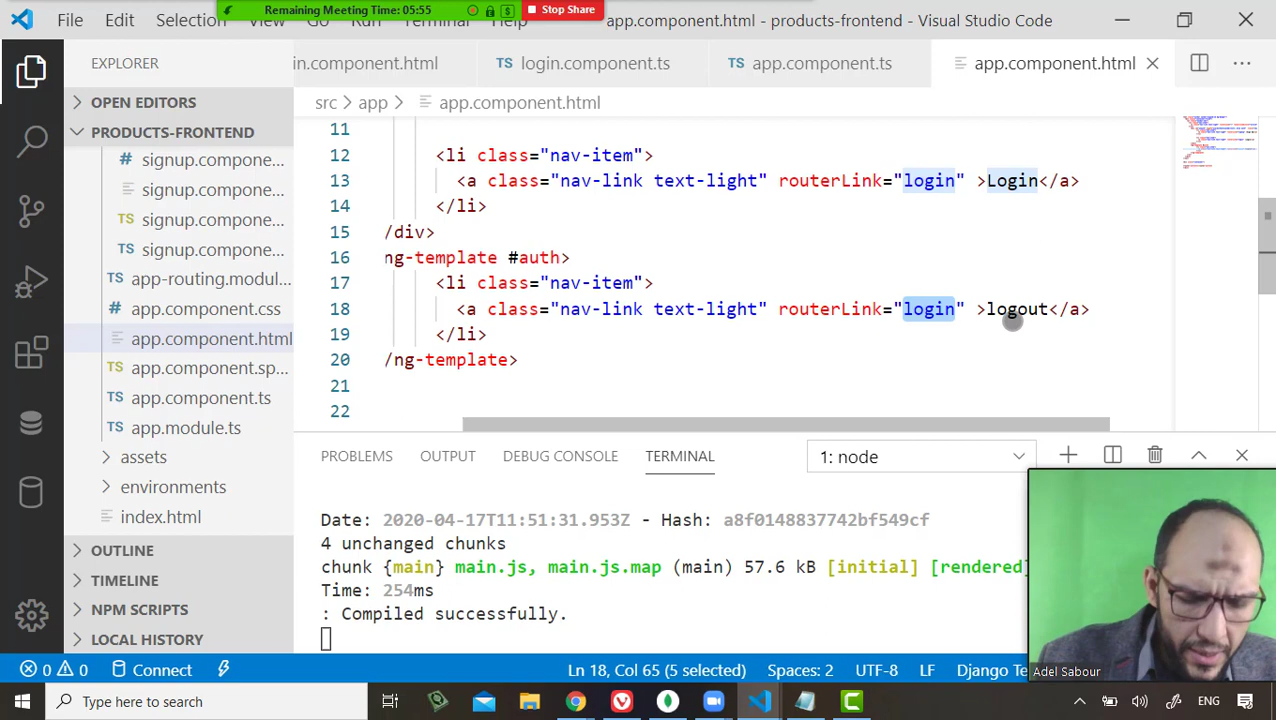 Remaining Meeting Time: 05:55
Stop Share
File Edit Selection View Go Run Terminal Help app.component.html - products-frontend - Visual Studio Code
EXPLORER
in.component.html
TS login.component.ts
TS app.component.ts
app.component.html
OPEN EDITORS
src > app > app.component.html
PRODUCTS-FRONTEND
signup.compone...
signup.compone...
signup.compone...
signup.compone...
app-routing.modul...
app.component.css
app.component.html
app.component.sp...
app.component.ts
app.module.ts
assets
environments
index.html
OUTLINE
TIMELINE
NPM SCRIPTS
LOCAL HISTORY
11
12 <li class="nav-item">
13 <a class="nav-link text-light" routerLink="login" >Login</a>
14 </li>
15 /div>
16 ng-template #auth>
17 <li class="nav-item">
18 <a class="nav-link text-light" routerLink="login" >logout</a>
19 </li>
20 /ng-template>
21
22
PROBLEMS OUTPUT DEBUG CONSOLE TERMINAL 1: node
Date: 2020-04-17T11:51:31.953Z - Hash: a8f0148837742bf549cf
4 unchanged chunks
chunk {main} main.js, main.js.map (main) 57.6 kB [initial] [rendered]
Time: 254ms
: Compiled successfully.
Adel Sabour
0 0 Connect Ln 18, Col 65 (5 selected) Spaces: 2 UTF-8 LF Django Te
Type here to search
ENG